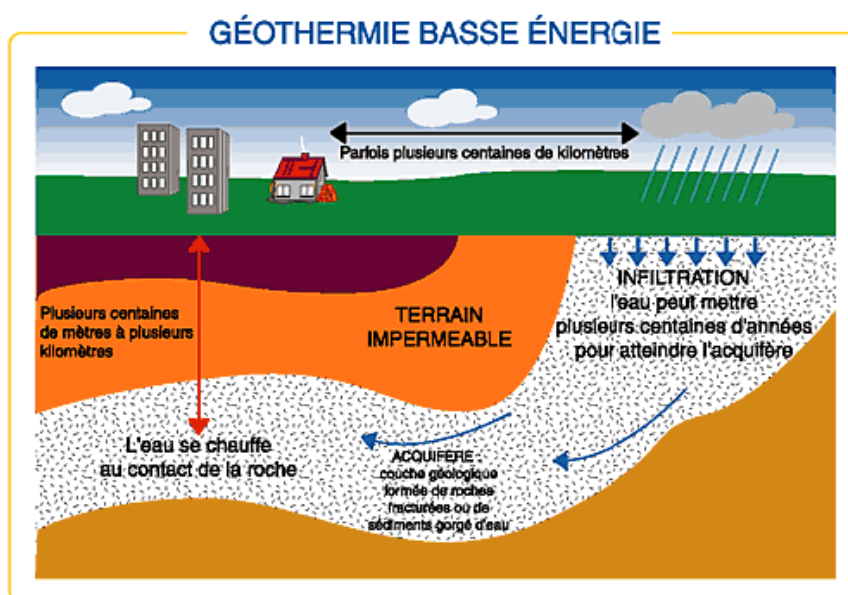 GÉOTHERMIE BASSE ÉNERGIE
Parfois plusieurs centaines de kilomètres
INFILTRATION
l'eau peut mettre
plusieurs centaines d'années
pour atteindre l'acquifère
Plusieurs centaines
de mètres à plusieurs
kilomètres
TERRAIN
IMPERMEABLE
L'eau se chauffe
au contact de la roche
ACQUIFÈRE :
couche géologique
formée de roches
fracturées ou de
sédiments gorgé d'eau